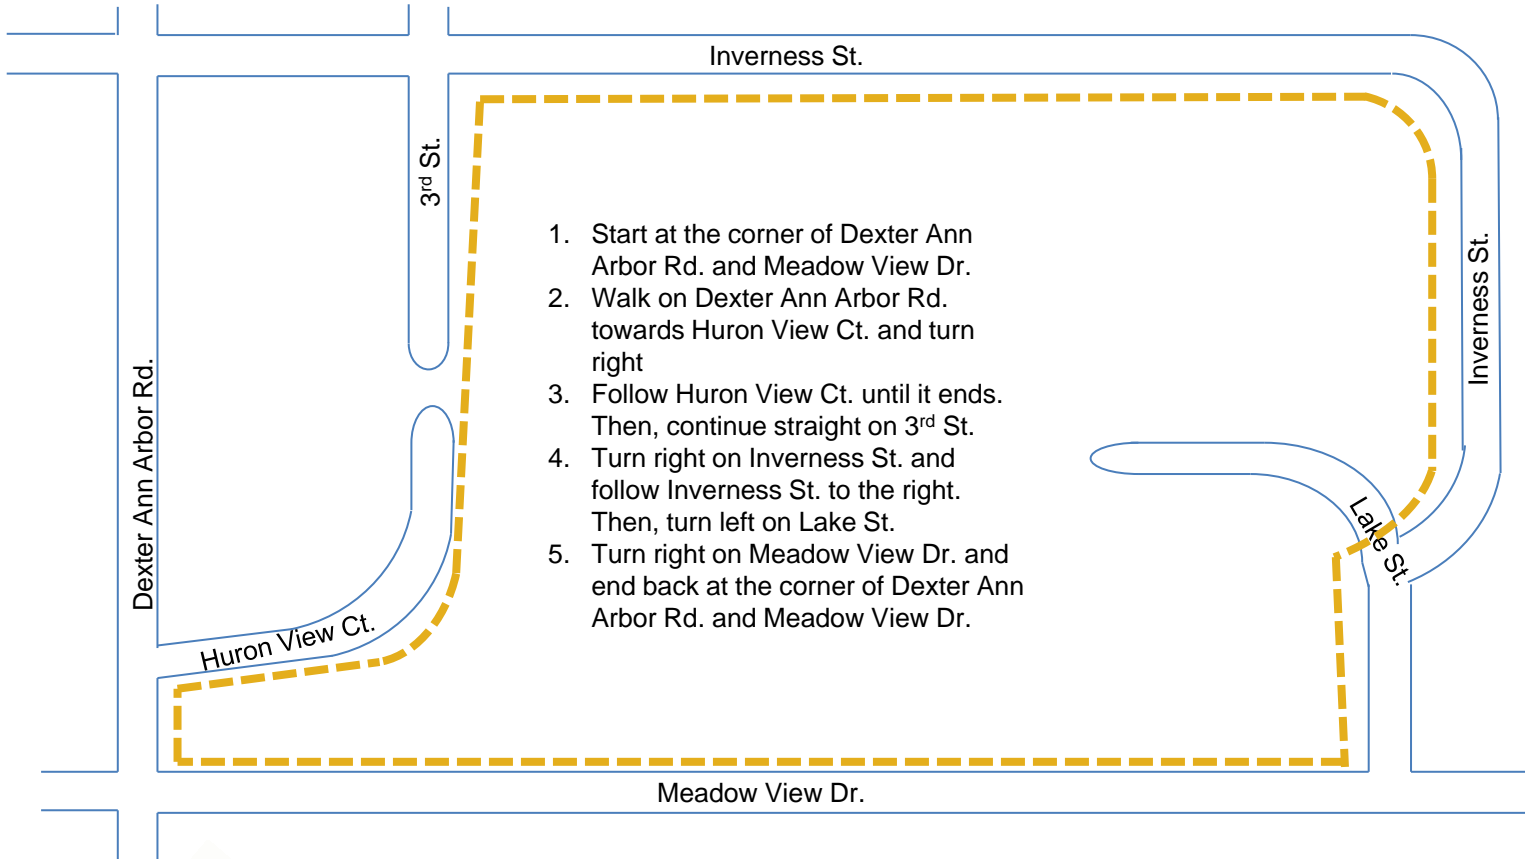 Inverness St.
3rd St.
1. Start at the corner of Dexter Ann
Arbor Rd. and Meadow View Dr.
2. Walk on Dexter Ann Arbor Rd.
towards Huron View Ct. and turn
right
3. Follow Huron View Ct. until it ends.
Then, continue straight on 3rd St.
4. Turn right on Inverness St. and
follow Inverness St. to the right.
Then, turn left on Lake St.
5. Turn right on Meadow View Dr. and
end back at the corner of Dexter Ann
Arbor Rd. and Meadow View Dr.
Inverness St.
Dexter Ann Arbor Rd.
Lake St.
Huron View Ct.
Meadow View Dr.